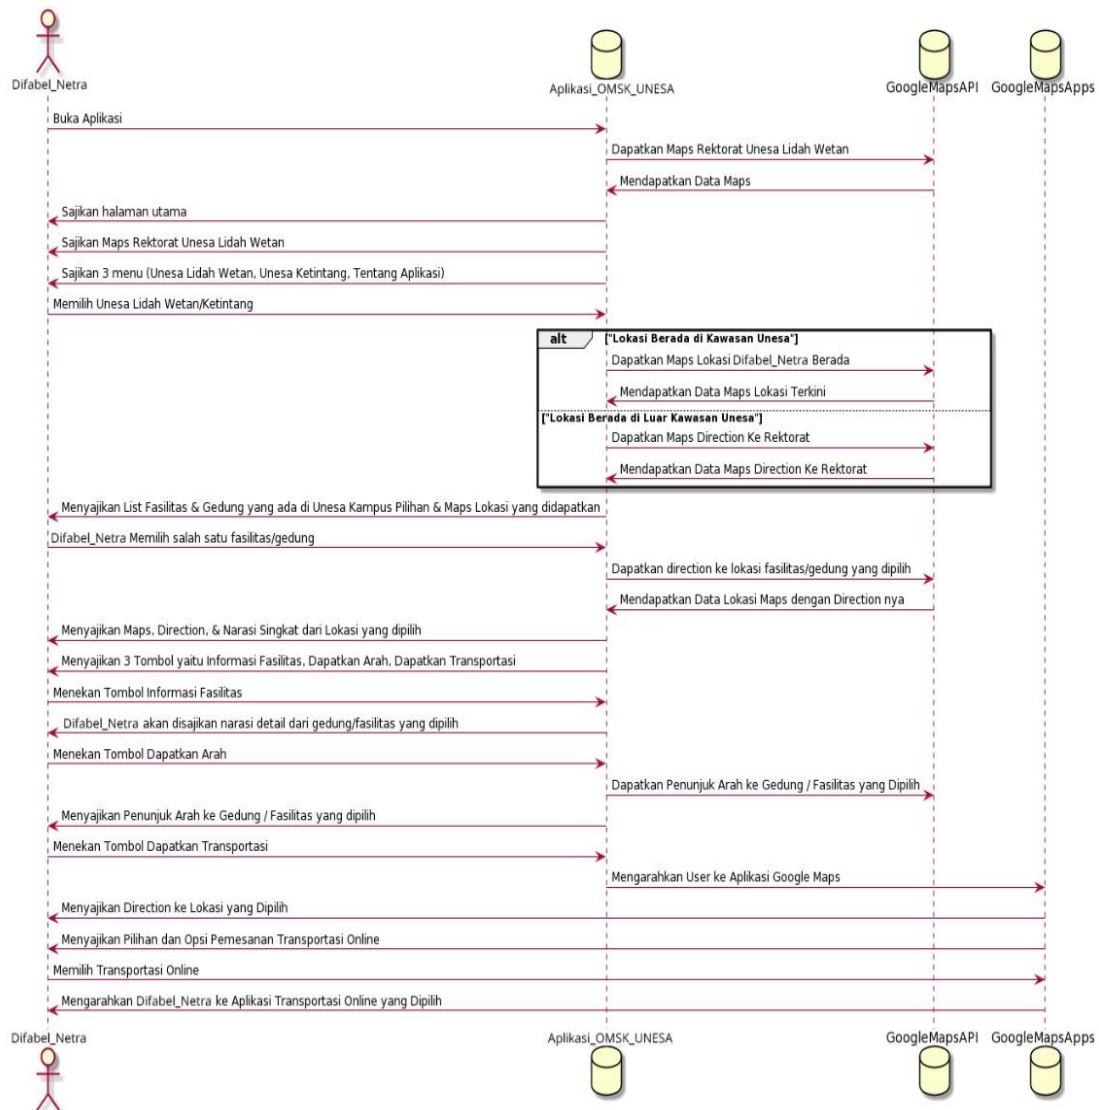 Difabel_Netra
Aplikasi_OMSK_UNESA
GoogleMapsAPI
GoogleMapsApps
Buka Aplikasi
Dapatkan Maps Rektorat Unesa Lidah Wetan
Mendapatkan Data Maps
Sajikan halaman utama
Sajikan Maps Rektorat Unesa Lidah Wetan
Sajikan 3 menu (Unesa Lidah Wetan, Unesa Ketintang, Tentang Aplikasi)
Memilih Unesa Lidah Wetan/Ketintang
alt ["Lokasi Berada di Kawasan Unesa"]
Dapatkan Maps Lokasi Difabel_Netra Berada
Mendapatkan Data Maps Lokasi Terkini
["Lokasi Berada di Luar Kawasan Unesa"]
Dapatkan Maps Direction Ke Rektorat
Mendapatkan Data Maps Direction Ke Rektorat
Menyajikan List Fasilitas & Gedung yang ada di Unesa Kampus Pilihan & Maps Lokasi yang didapatkan
Difabel_Netra Memilih salah satu fasilitas/gedung
Dapatkan direction ke lokasi fasilitas/gedung yang dipilih
Mendapatkan Data Lokasi Maps dengan Direction nya
Menyajikan Maps, Direction, & Narasi Singkat dari Lokasi yang dipilih
Menyajikan 3 Tombol yaitu Informasi Fasilitas, Dapatkan Arah, Dapatkan Transportasi
Menekan Tombol Informasi Fasilitas
Difabel_Netra akan disajikan narasi detail dari gedung/fasilitas yang dipilih
Menekan Tombol Dapatkan Arah
Dapatkan Penunjuk Arah ke Gedung / Fasilitas yang Dipilih
Menyajikan Penunjuk Arah ke Gedung / Fasilitas yang dipilih
Menekan Tombol Dapatkan Transportasi
Mengarahkan User ke Aplikasi Google Maps
Menyajikan Direction ke Lokasi yang Dipilih
Menyajikan Pilihan dan Opsi Pemesanan Transportasi Online
Memilih Transportasi Online
Mengarahkan Difabel_Netra ke Aplikasi Transportasi Online yang Dipilih
Difabel_Netra
Aplikasi_OMSK_UNESA
GoogleMapsAPI
GoogleMapsApps